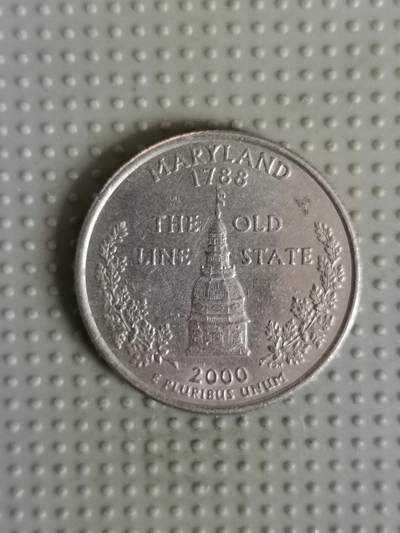 MARYLAND
1788
THE OLD
LINE STATE
2000
E PLURIBUS UNUM